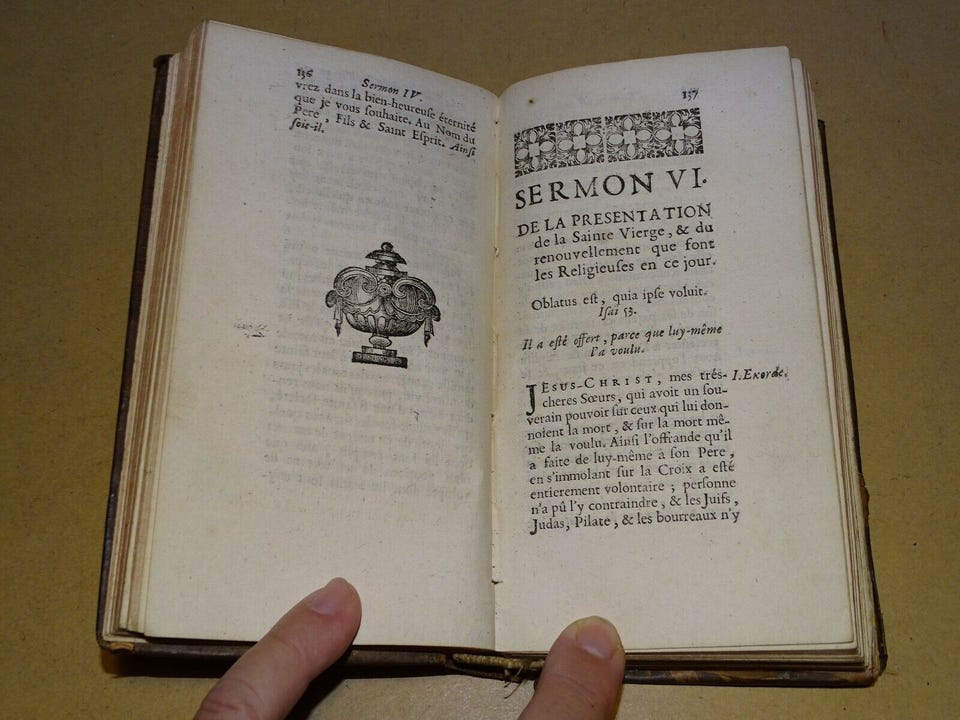 136 Sermon IV.
vrez dans la bien-heureuse éternité
que je vous ſouhaite. Au Nom du
Pere, Fils & Saint Esprit. Ainsi
ſoit-il.
137
SERMON VI.
DE LA PRESENTATION
de la Sainte Vierge, & du
renouvellement que font
les Religieuſes en ce jour.
Oblatus eſt, quia ipſe voluit.
Iſai 53.
Il a eſté offert, parce que luy-même
l'a voulu.
JESUS-CHRIST, mes trés- I. Exorde.
cheres Sœurs, qui avoit un ſou-
verain pouvoir ſur ceux qui lui don-
noient la mort, & ſur la mort mê-
me la voulu. Ainſi l'offrande qu'il
a faite de luy-même à ſon Pere,
en s'immolant ſur la Croix a eſté
entierement volontaire; perſonne
n'a pû l'y contraindre, & les Juifs,
Judas, Pilate, & les bourreaux n'y